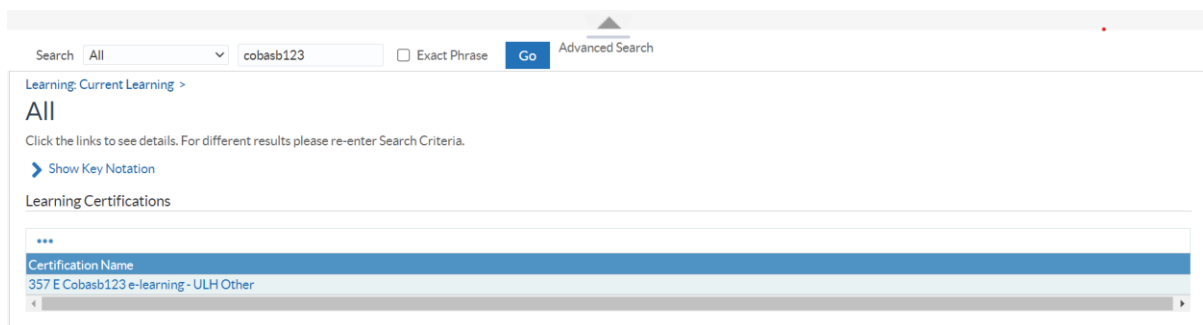 Search All cobasb123 Exact Phrase Go Advanced Search
Learning: Current Learning >
All
Click the links to see details. For different results please re-enter Search Criteria.
Show Key Notation
Learning Certifications
Certification Name
357 E Cobasb123 e-learning - ULH Other